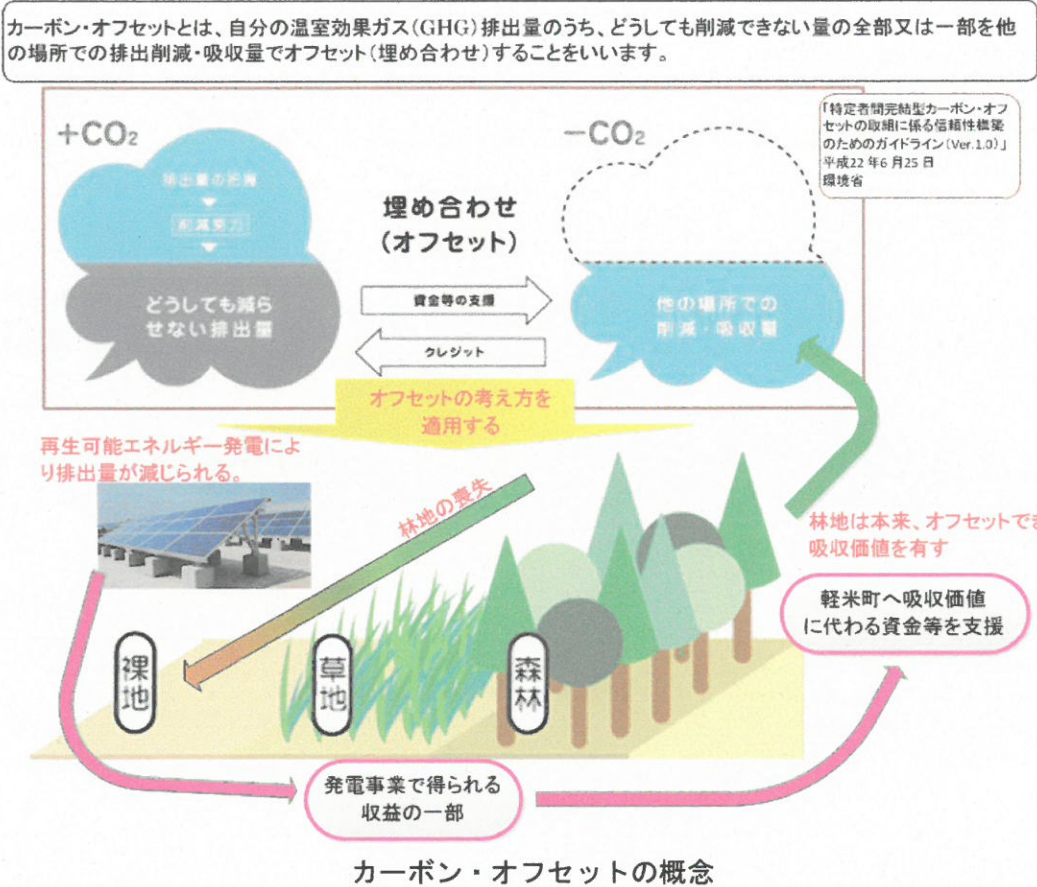 カーボン・オフセットとは、自分の温室効果ガス(GHG)排出量のうち、どうしても削減できない量の全部又は一部を他
の場所での排出削減・吸収量でオフセット(埋め合わせ)することをいいます。
「特定者間完結型カーボン・オフ
セットの取組に係る信頼性構築
のためのガイドライン(Ver.1.0)」
平成22年6月25日
環境省
+CO₂
排出量の把握
削減努力
どうしても減ら
せない排出量
埋め合わせ
(オフセット)
資金等の支援
クレジット
-CO₂
他の場所での
削減・吸収量
オフセットの考え方を
適用する
再生可能エネルギー発電によ
り排出量が減じられる。
林地の喪失
林地は本来、オフセットでき
吸収価値を有す
軽米町へ吸収価値
に代わる資金等を支援
裸地
草地
森林
発電事業で得られる
収益の一部
カーボン・オフセットの概念